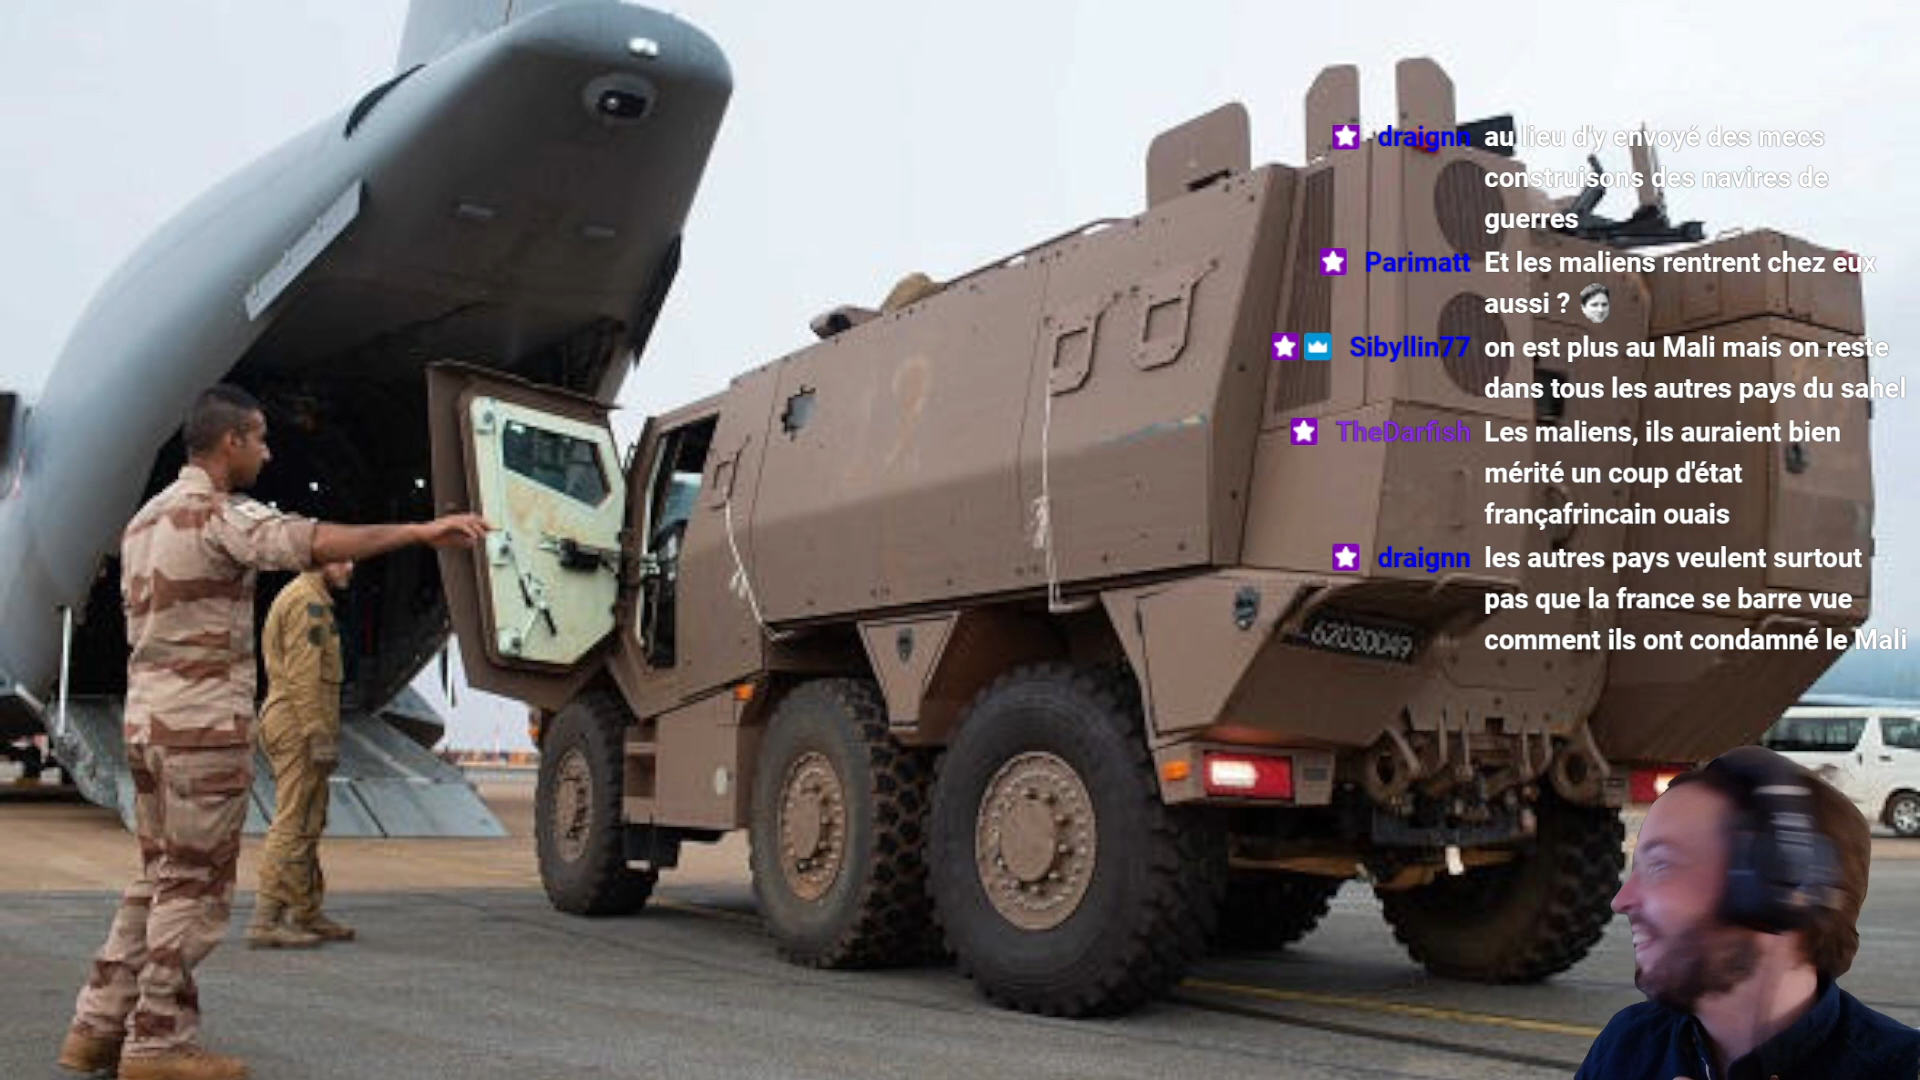 draignn au lieu d'y envoyé des mecs
construisons des navires de
guerres
Parimatt Et les maliens rentrent chez eux
aussi ?
Sibyllin77 on est plus au Mali mais on reste
dans tous les autres pays du sahel
TheDarfish Les maliens, ils auraient bien
mérité un coup d'état
françafrincain ouais
draignn les autres pays veulent surtout
pas que la france se barre vue
comment ils ont condamné le Mali
62030049